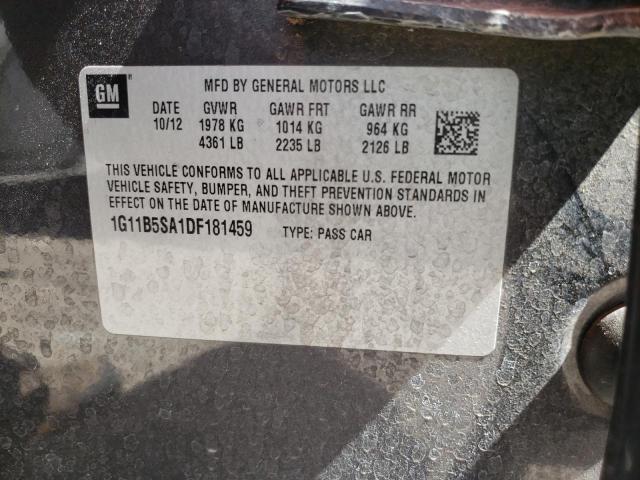 GM
MFD BY GENERAL MOTORS LLC
DATE GVWR GAWR FRT GAWR RR
10/12 1978 KG 1014 KG 964 KG
4361 LB 2235 LB 2126 LB
THIS VEHICLE CONFORMS TO ALL APPLICABLE U.S. FEDERAL MOTOR
VEHICLE SAFETY, BUMPER, AND THEFT PREVENTION STANDARDS IN
EFFECT ON THE DATE OF MANUFACTURE SHOWN ABOVE.
1G11B5SA1DF181459 TYPE: PASS CAR